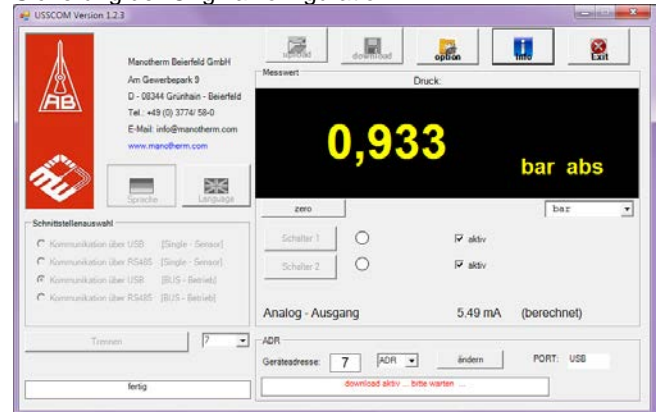 USSCOM Version 1.2.3
AB
Manotherm Beierfeld GmbH
Am Gewerbepark 9
D - 08344 Grünhain - Beierfeld
Tel.: +49 (0) 3774/ 58-0
E-Mail: info@manotherm.com
www.manotherm.com
Sprache
Language
upload
download
option
Info
Exit
Messwert
Druck:
0,933
bar abs
zero
bar
Schnittstellenauswahl
Kommunikation über USB [Single - Sensor]
Kommunikation über RS485 [Single - Sensor]
Kommunikation über USB [BUS - Betrieb]
Kommunikation über RS485 [BUS - Betrieb]
Schalter 1
aktiv
Schalter 2
aktiv
Analog - Ausgang 5.49 mA (berechnet)
Trennen
7
fertig
ADR
Geräteadresse: 7 ADR ändern PORT: USB
download aktiv ... bitte warten ...